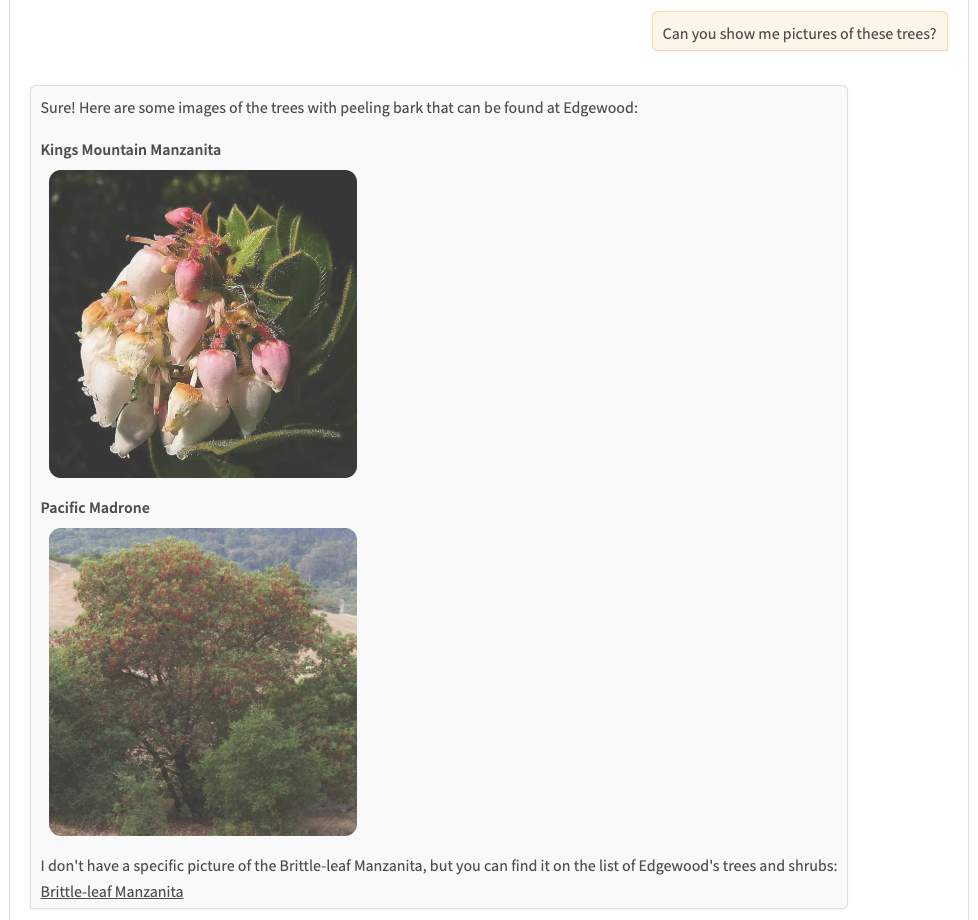 Can you show me pictures of these trees?
Sure! Here are some images of the trees with peeling bark that can be found at Edgewood:
Kings Mountain Manzanita
Pacific Madrone
I don't have a specific picture of the Brittle-leaf Manzanita, but you can find it on the list of Edgewood's trees and shrubs:
Brittle-leaf Manzanita